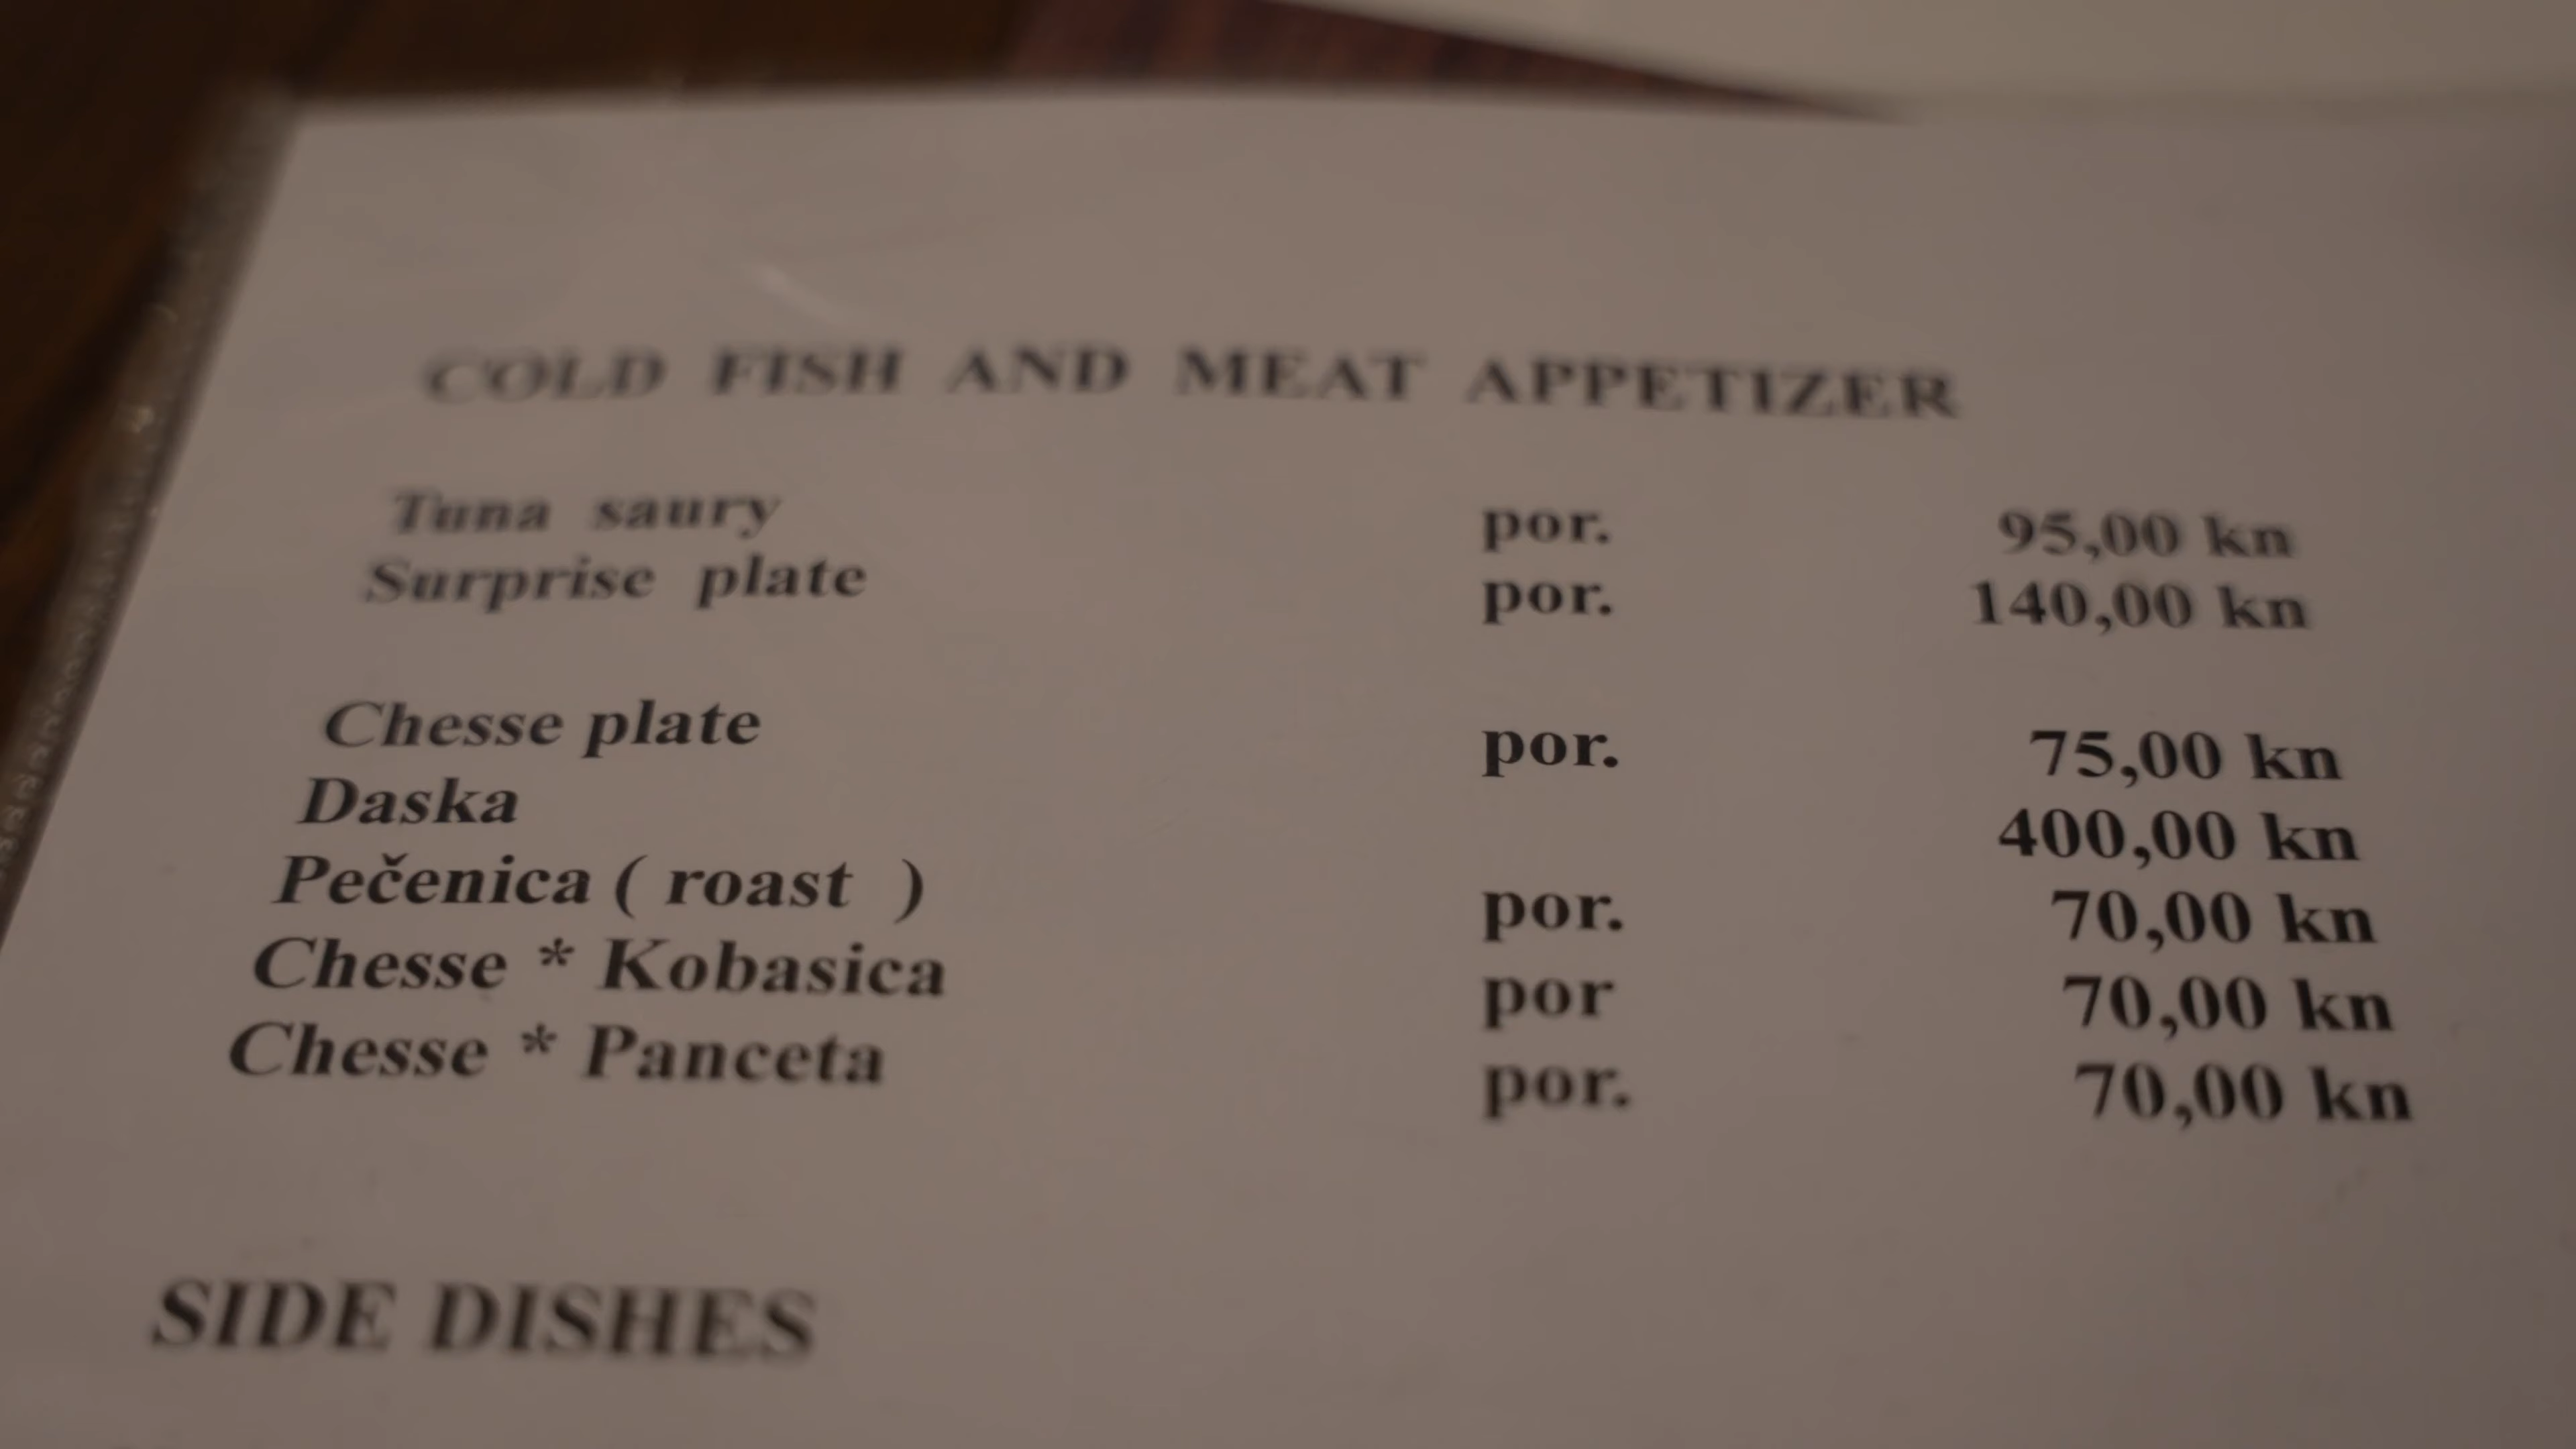 COLD FISH AND MEAT APPETIZER
Tuna saury por. 95,00 kn
Surprise plate por. 140,00 kn
Chesse plate por. 75,00 kn
Daska 400,00 kn
Pečenica ( roast ) por. 70,00 kn
Chesse * Kobasica por 70,00 kn
Chesse * Panceta por. 70,00 kn
SIDE DISHES